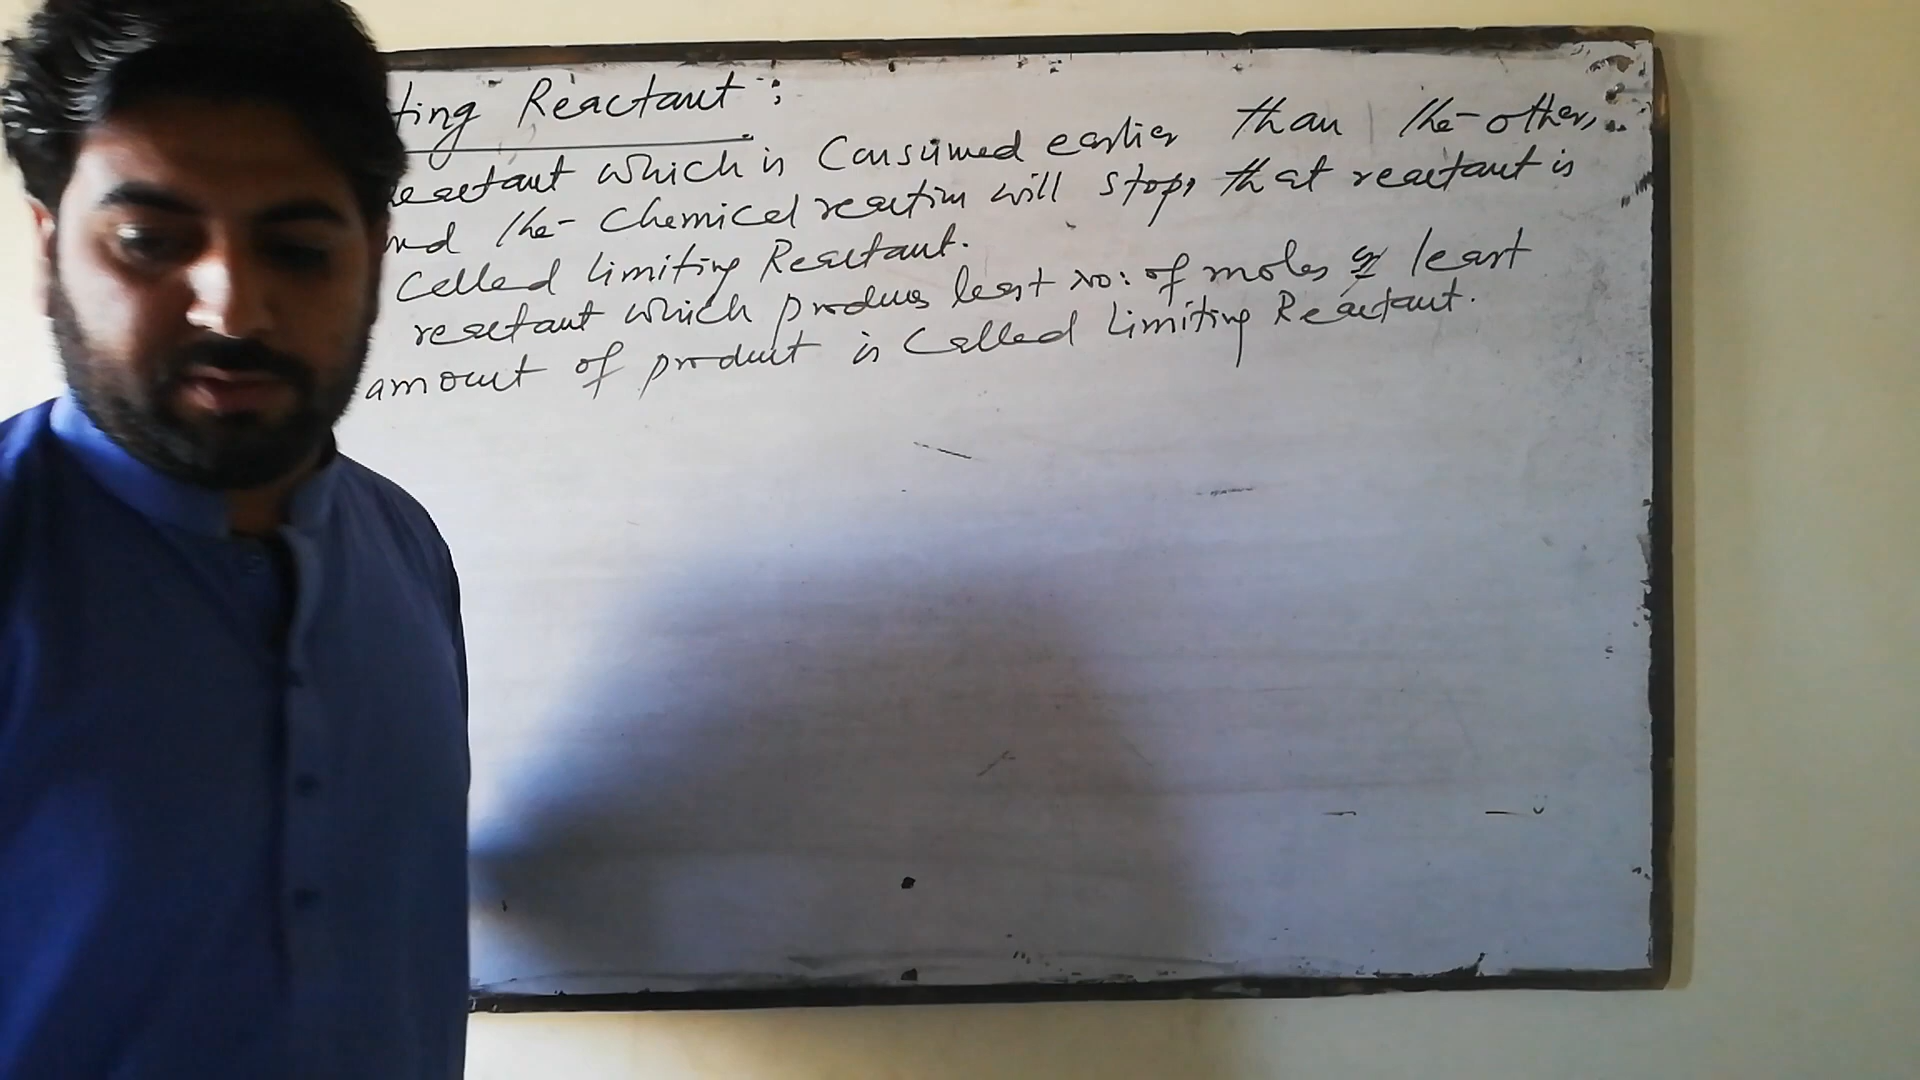 ting Reactant :
reactant which is Consumed earlier than the other,
and the Chemical reaction will stop, that reactant is
Called Limiting Reactant.
reactant which produces least no: of moles or least
amount of product is Called Limiting Reactant.